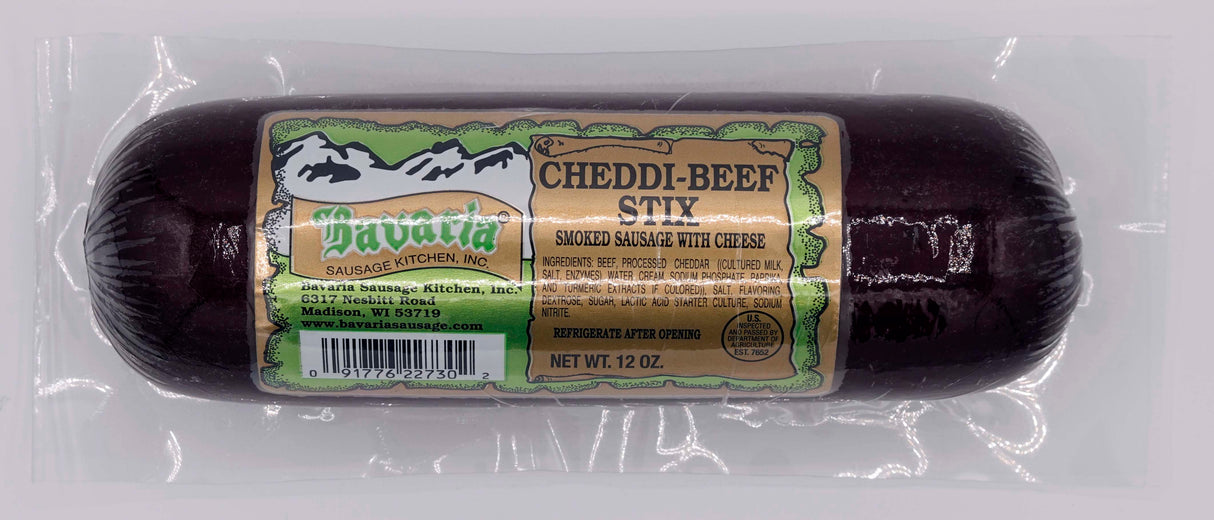 Bavaria®
SAUSAGE KITCHEN, INC.
Bavaria Sausage Kitchen, Inc.
6317 Nesbitt Road
Madison, WI 53719
www.bavariasausage.com
0 91776 22730 2
CHEDDI-BEEF
STIX
SMOKED SAUSAGE WITH CHEESE
INGREDIENTS: BEEF, PROCESSED CHEDDAR ((CULTURED MILK,
SALT, ENZYMES) WATER, CREAM, SODIUM PHOSPHATE, PAPRIKA
AND TURMERIC EXTRACTS IF COLORED)), SALT, FLAVORING,
DEXTROSE, SUGAR, LACTIC ACID STARTER CULTURE, SODIUM
NITRITE.
REFRIGERATE AFTER OPENING
NET WT. 12 OZ.
U.S.
INSPECTED
AND PASSED BY
DEPARTMENT OF
AGRICULTURE
EST. 7652